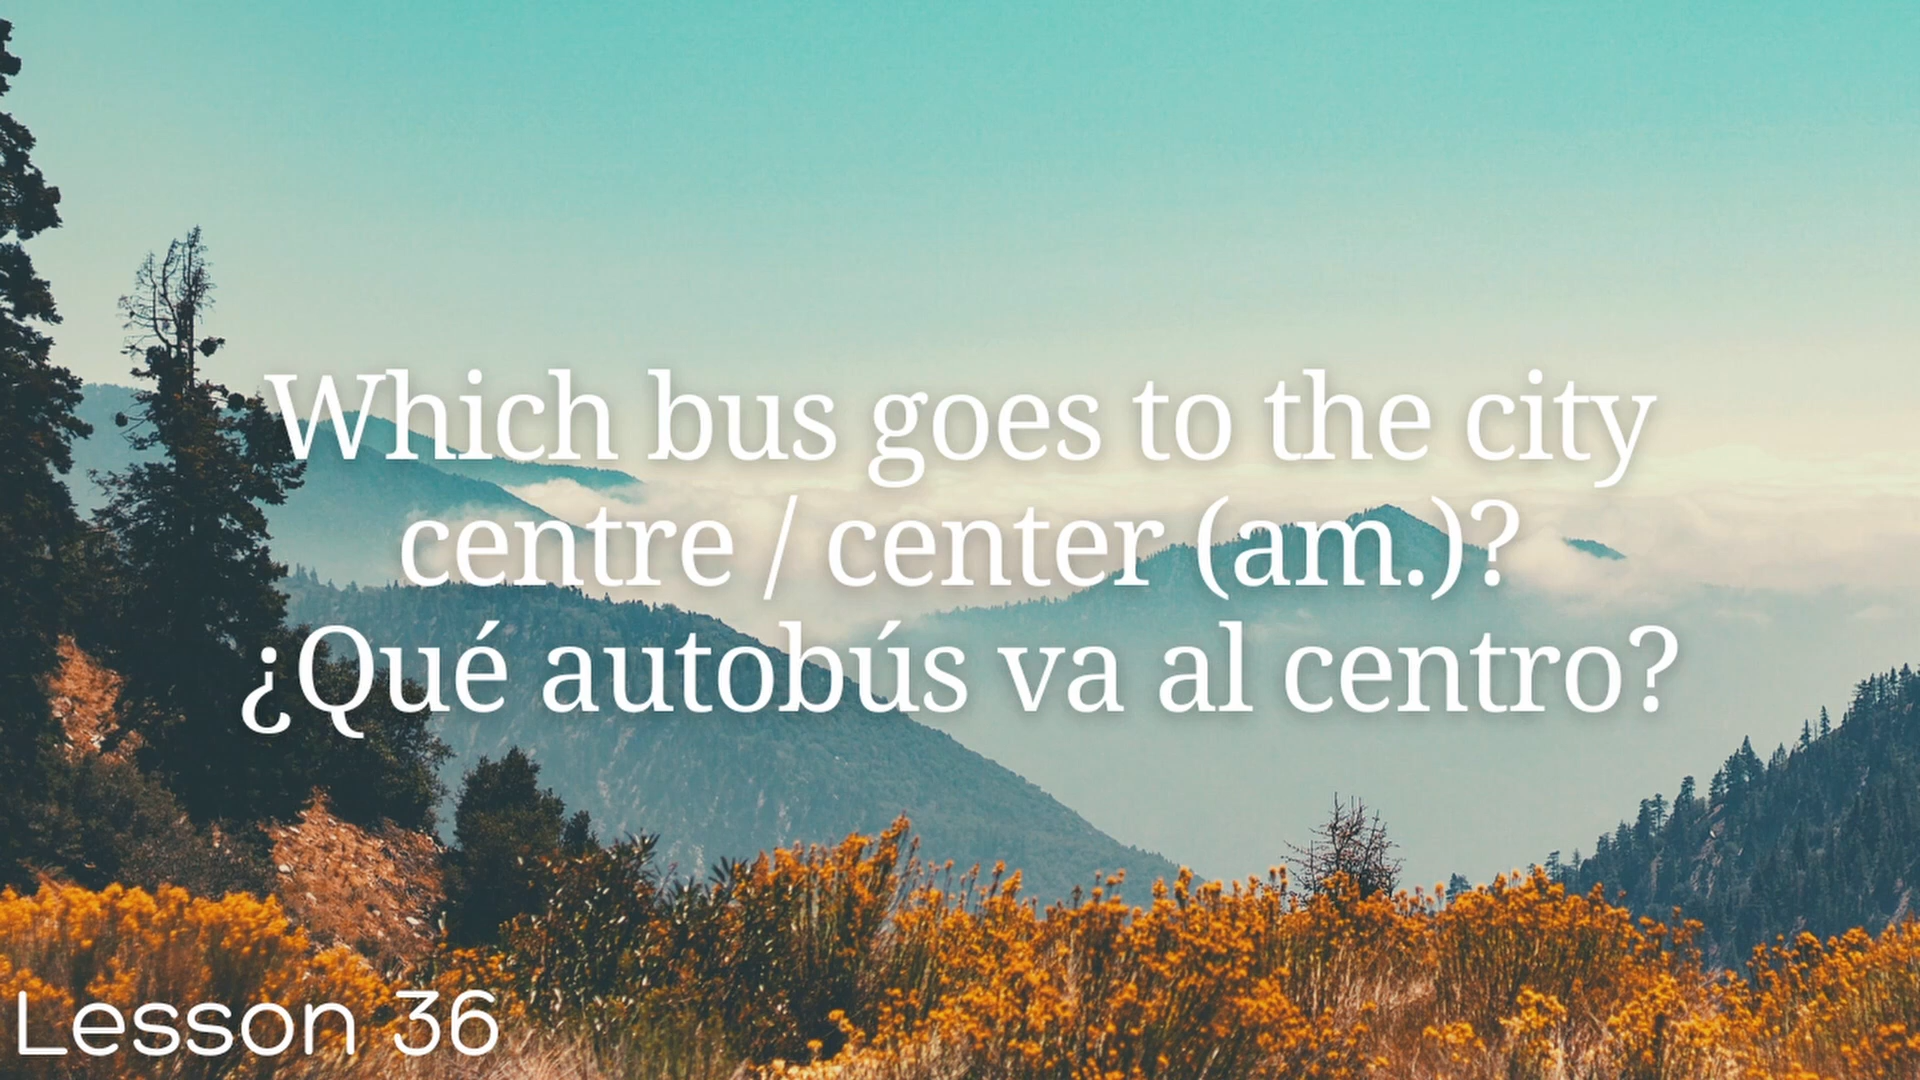 Which bus goes to the city
centre / center (am.)?
¿Qué autobús va al centro?
Lesson 36